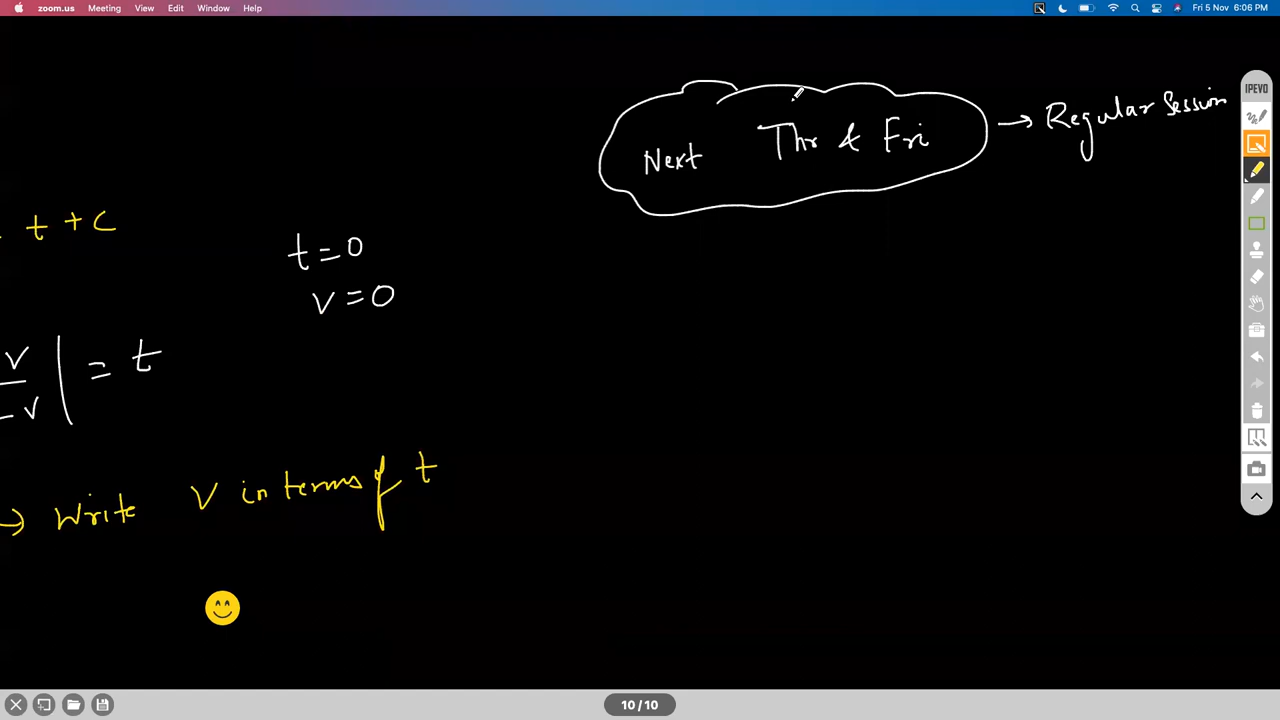 zoom.us Meeting View Edit Window Help Fri 5 Nov 6:06 PM
IPEVO
Next Thr & Fri → Regular Session
t + c
t = 0
v = 0
v
- v | = t
→ Write V in terms of t
10 / 10